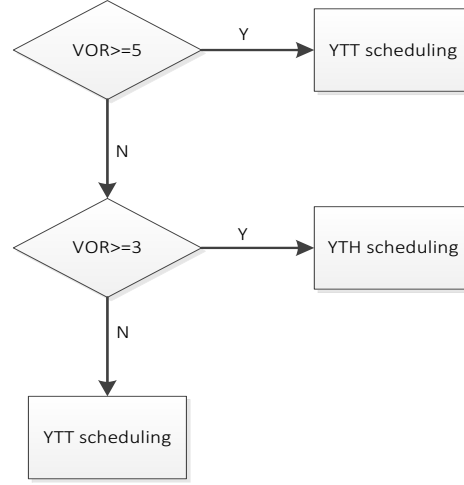 VOR>=5
Y
YTT scheduling
N
VOR>=3
Y
YTH scheduling
N
YTT scheduling